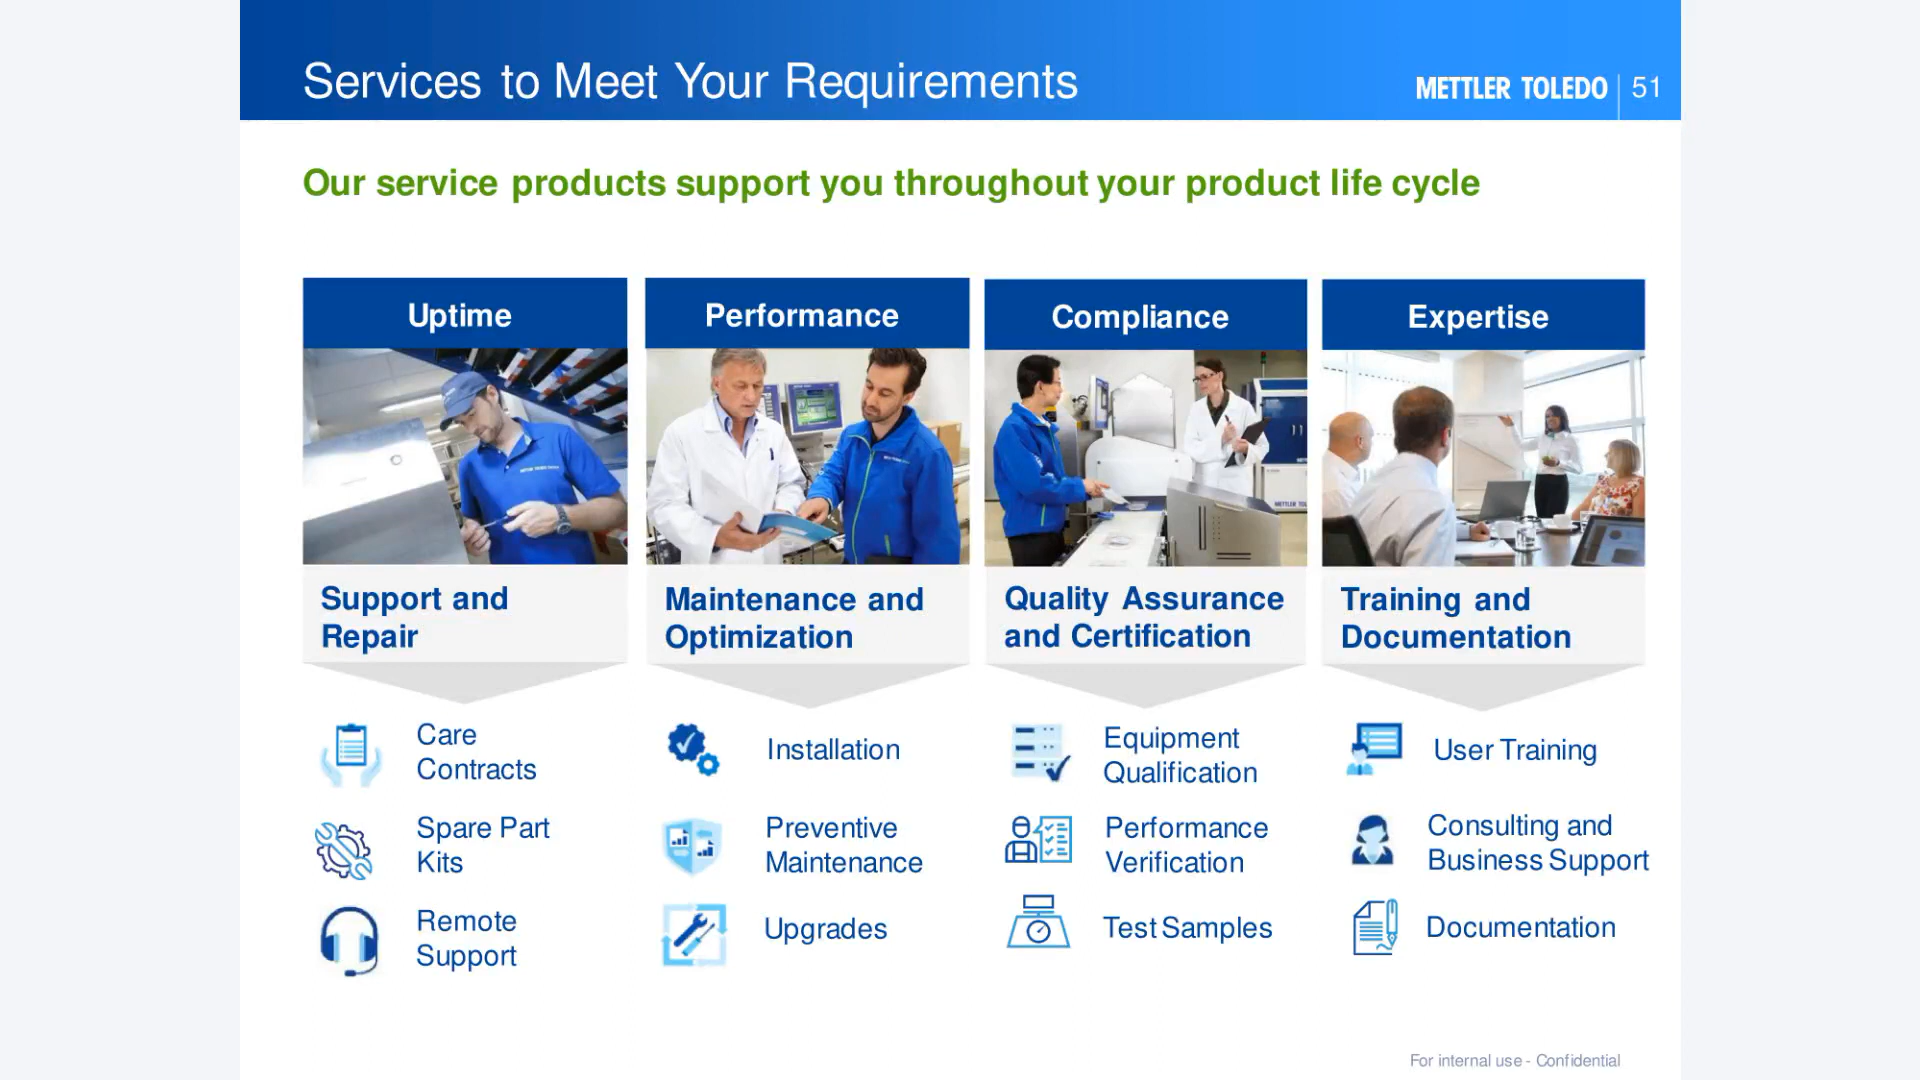 Services to Meet Your Requirements
METTLER TOLEDO 51
Our service products support you throughout your product life cycle
Uptime
Support and
Repair
Care
Contracts
Spare Part
Kits
Remote
Support
Performance
Maintenance and
Optimization
Installation
Preventive
Maintenance
Upgrades
Compliance
Quality Assurance
and Certification
Equipment
Qualification
Performance
Verification
Test Samples
Expertise
Training and
Documentation
User Training
Consulting and
Business Support
Documentation
For internal use - Confidential